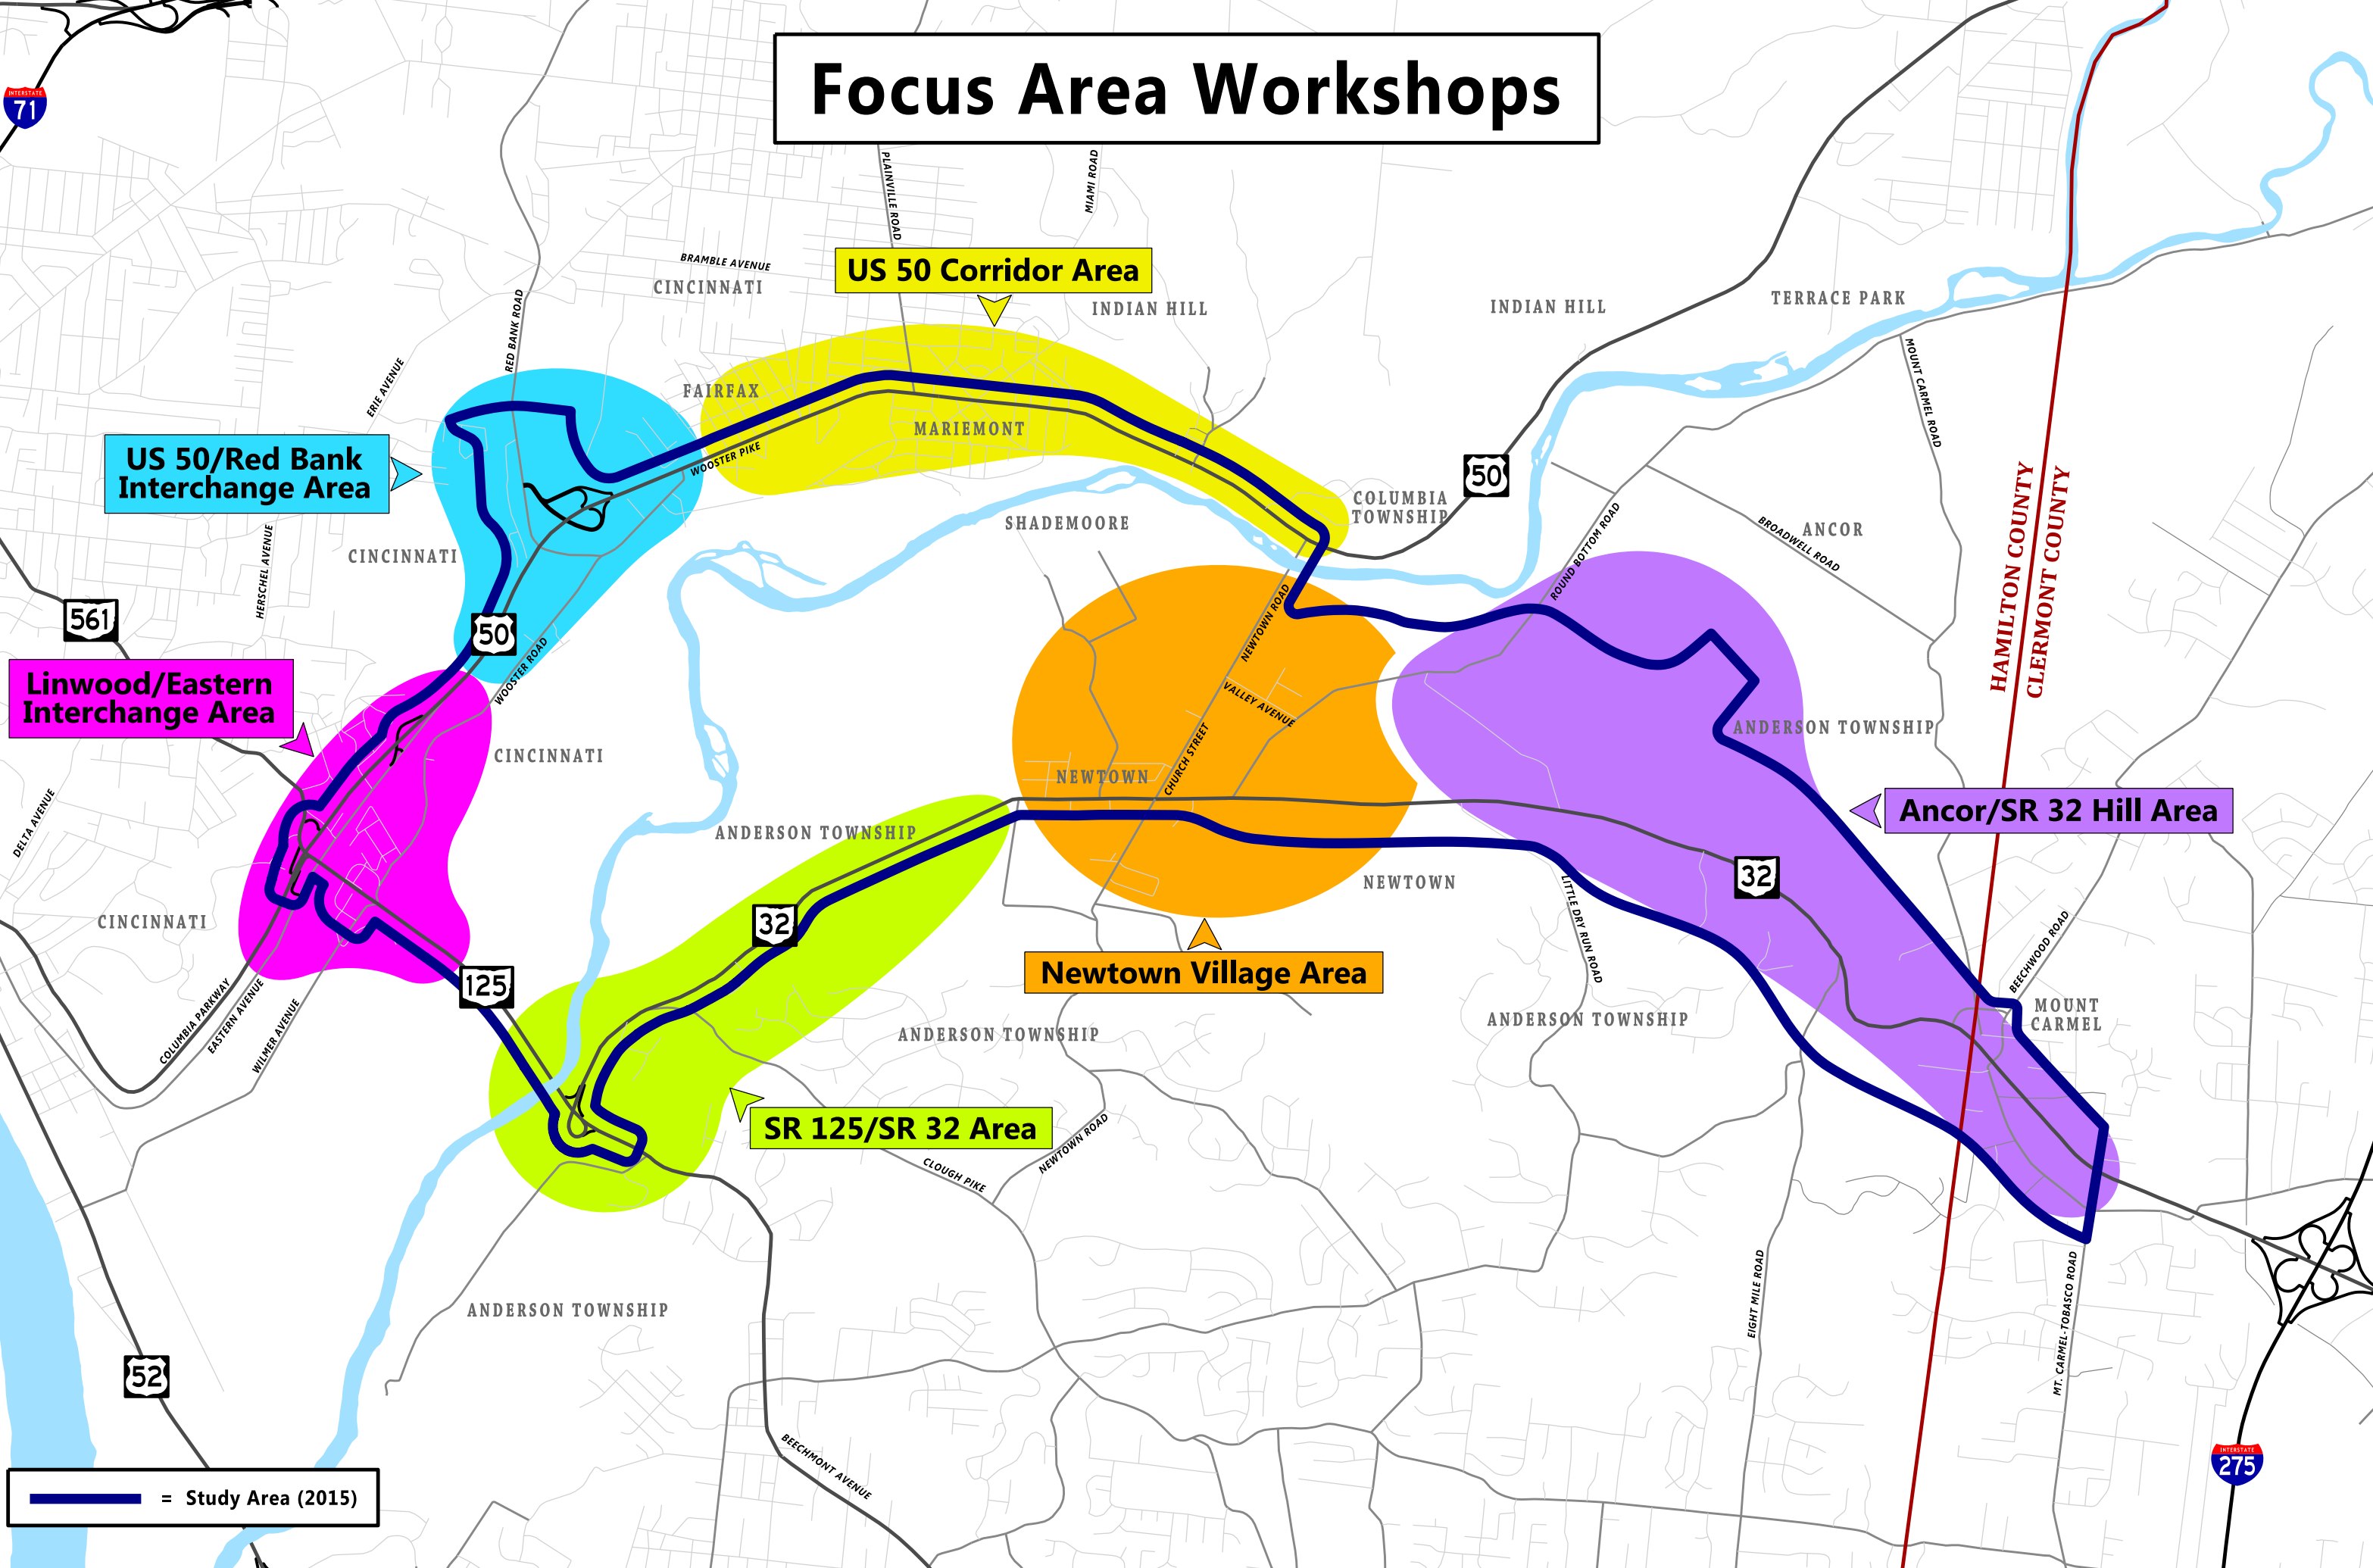 Focus Area Workshops
INTERSTATE
71
PLAINVILLE ROAD
MIAMI ROAD
BRAMBLE AVENUE
CINCINNATI
US 50 Corridor Area
INDIAN HILL
INDIAN HILL
TERRACE PARK
RED BANK ROAD
ERIE AVENUE
MOUNT CARMEL ROAD
FAIRFAX
MARIEMONT
WOOSTER PIKE
US 50/Red Bank
Interchange Area
50
COLUMBIA
TOWNSHIP
SHADEMOORE
ROUND BOTTOM ROAD
BROADWELL ROAD
ANCOR
HAMILTON COUNTY
CLERMONT COUNTY
CINCINNATI
HERSCHEL AVENUE
561
50
WOOSTER ROAD
NEWTOWN ROAD
VALLEY AVENUE
Linwood/Eastern
Interchange Area
CINCINNATI
ANDERSON TOWNSHIP
CHURCH STREET
NEWTOWN
DELTA AVENUE
ANDERSON TOWNSHIP
Ancor/SR 32 Hill Area
32
NEWTOWN
LITTLE DRY RUN ROAD
CINCINNATI
32
BEECHWOOD ROAD
Newtown Village Area
125
COLUMBIA PARKWAY
EASTERN AVENUE
WILMER AVENUE
ANDERSON TOWNSHIP
ANDERSON TOWNSHIP
MOUNT
CARMEL
SR 125/SR 32 Area
NEWTOWN ROAD
CLOUGH PIKE
EIGHT MILE ROAD
MT. CARMEL-TOBASCO ROAD
ANDERSON TOWNSHIP
52
BEECHMONT AVENUE
INTERSTATE
275
= Study Area (2015)